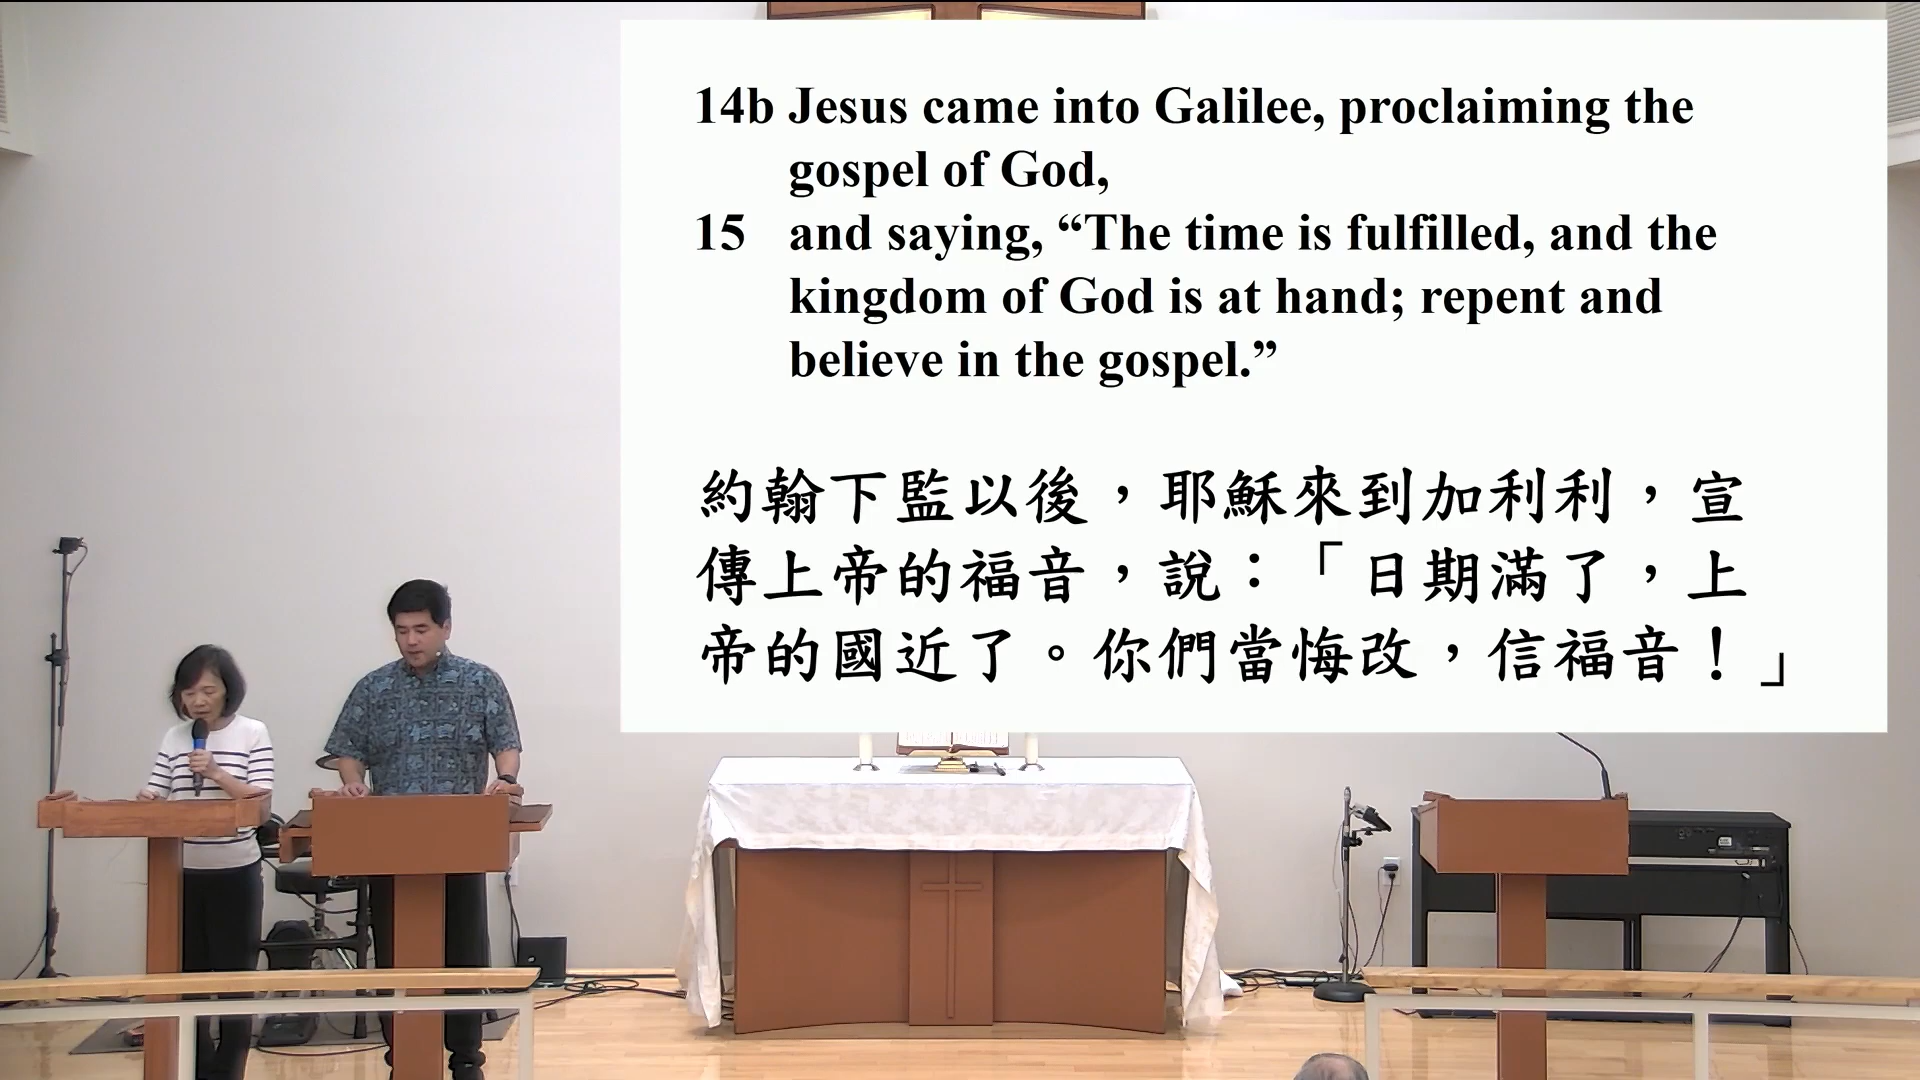 14b Jesus came into Galilee, proclaiming the
gospel of God,
15 and saying, “The time is fulfilled, and the
kingdom of God is at hand; repent and
believe in the gospel.”
約翰下監以後，耶穌來到加利利，宣
傳上帝的福音，說：「日期滿了，上
帝的國近了。你們當悔改，信福音！」